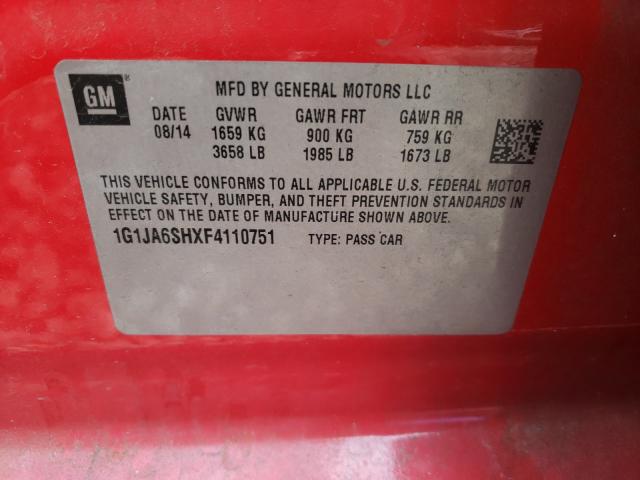 GM ®
MFD BY GENERAL MOTORS LLC
DATE GVWR GAWR FRT GAWR RR
08/14 1659 KG 900 KG 759 KG
3658 LB 1985 LB 1673 LB
THIS VEHICLE CONFORMS TO ALL APPLICABLE U.S. FEDERAL MOTOR
VEHICLE SAFETY, BUMPER, AND THEFT PREVENTION STANDARDS IN
EFFECT ON THE DATE OF MANUFACTURE SHOWN ABOVE.
1G1JA6SHXF4110751 TYPE: PASS CAR